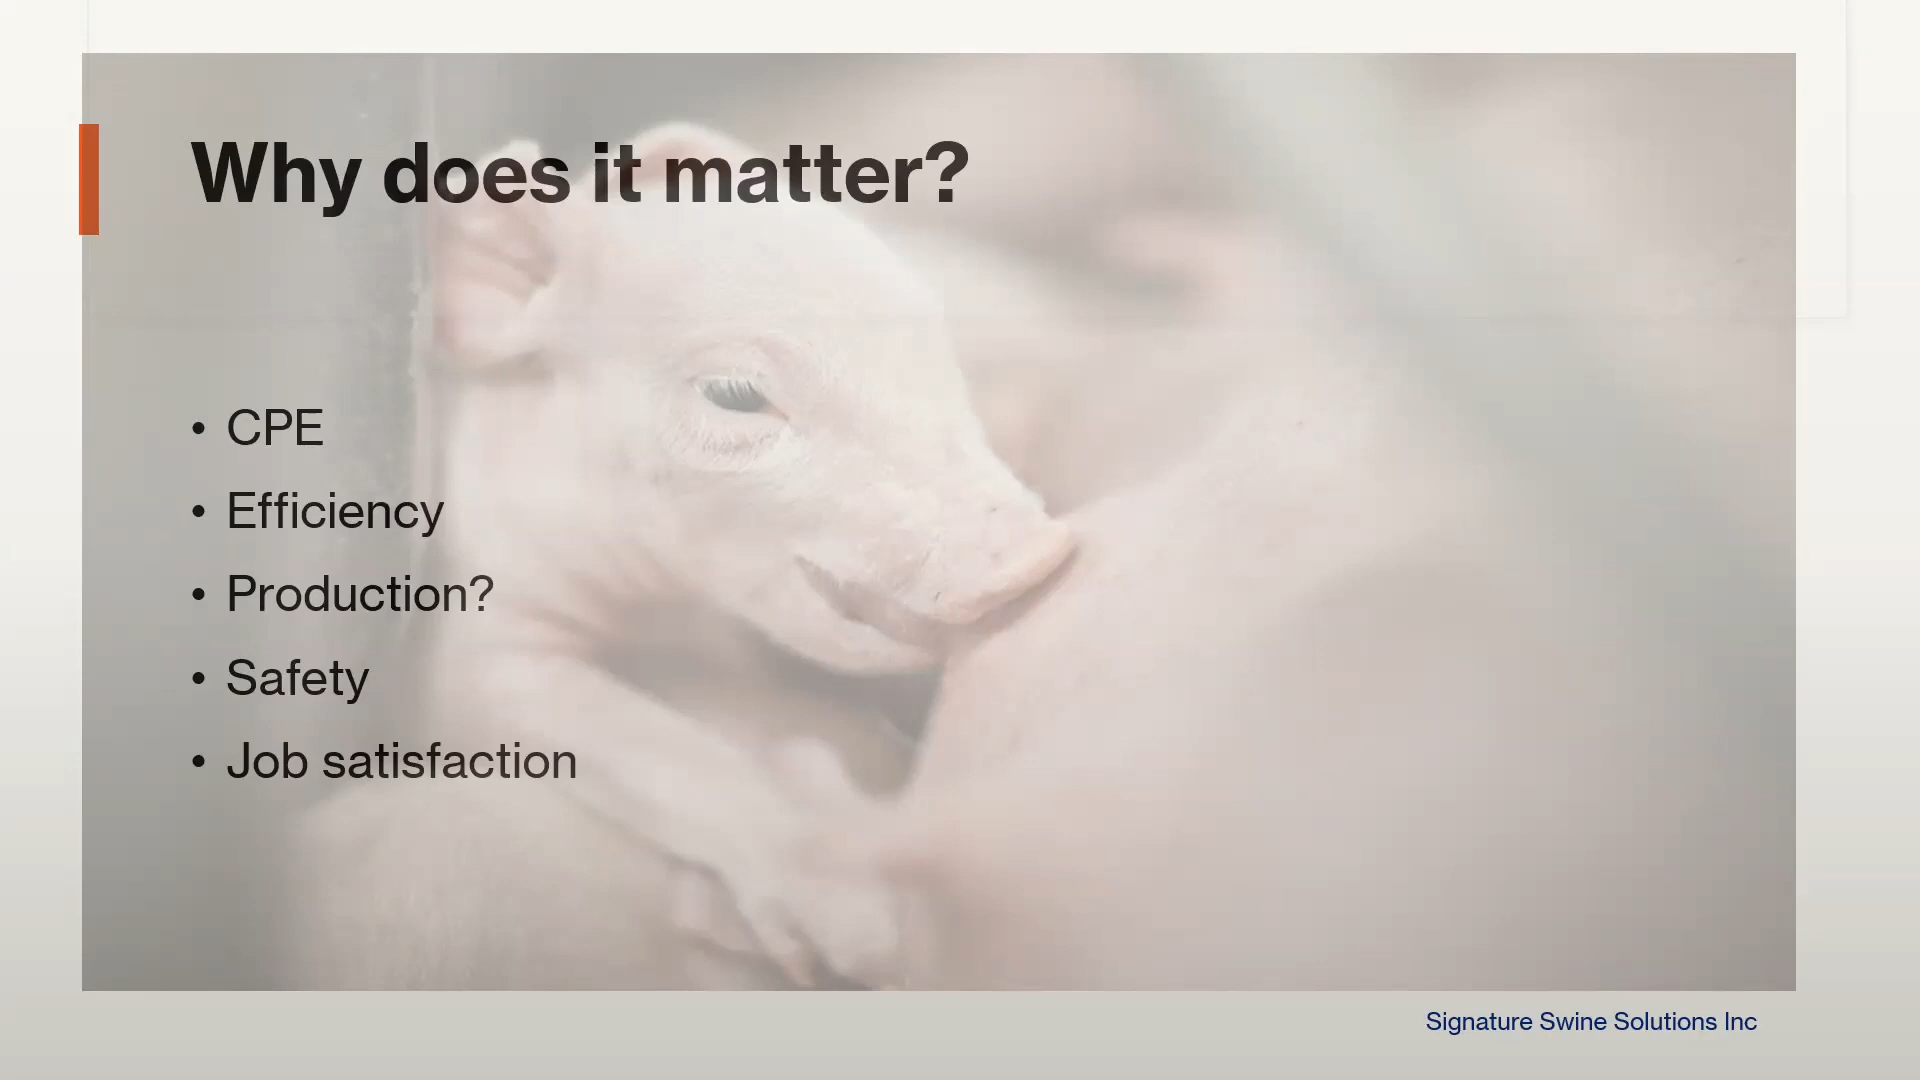 Why does it matter?
• CPE
• Efficiency
• Production?
• Safety
• Job satisfaction
Signature Swine Solutions Inc